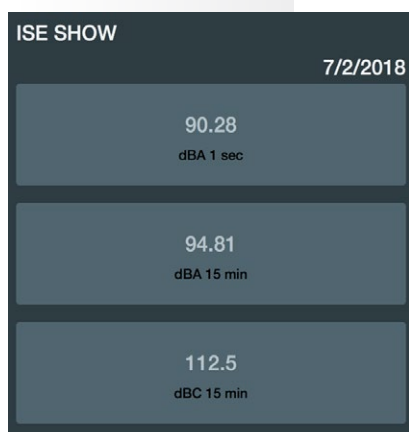 ISE SHOW
7/2/2018
90.28
dBA 1 sec
94.81
dBA 15 min
112.5
dBC 15 min